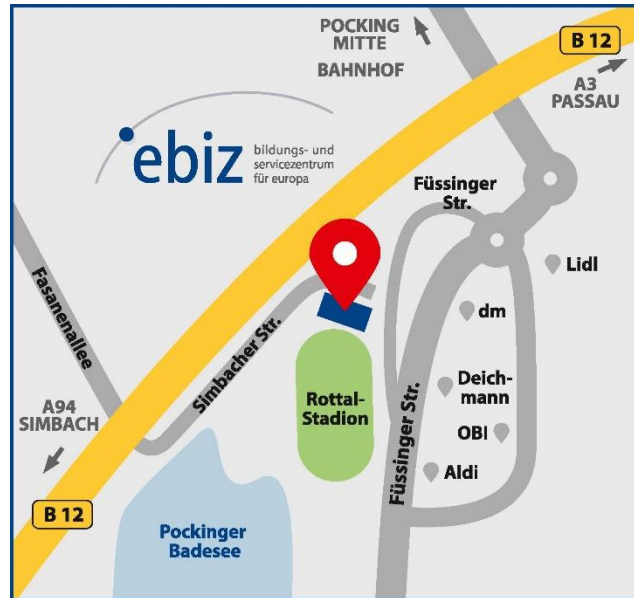 POCKING
MITTE
BAHNHOF
B 12
A3
PASSAU
ebiz
bildungs- und
servicezentrum
für europa
Füssinger
Str.
Lidl
Fasanenallee
dm
Simbacher Str.
Deich-
mann
Rottal-
Stadion
A94
SIMBACH
OBI
Füssinger Str.
Aldi
B 12
Pockinger
Badesee